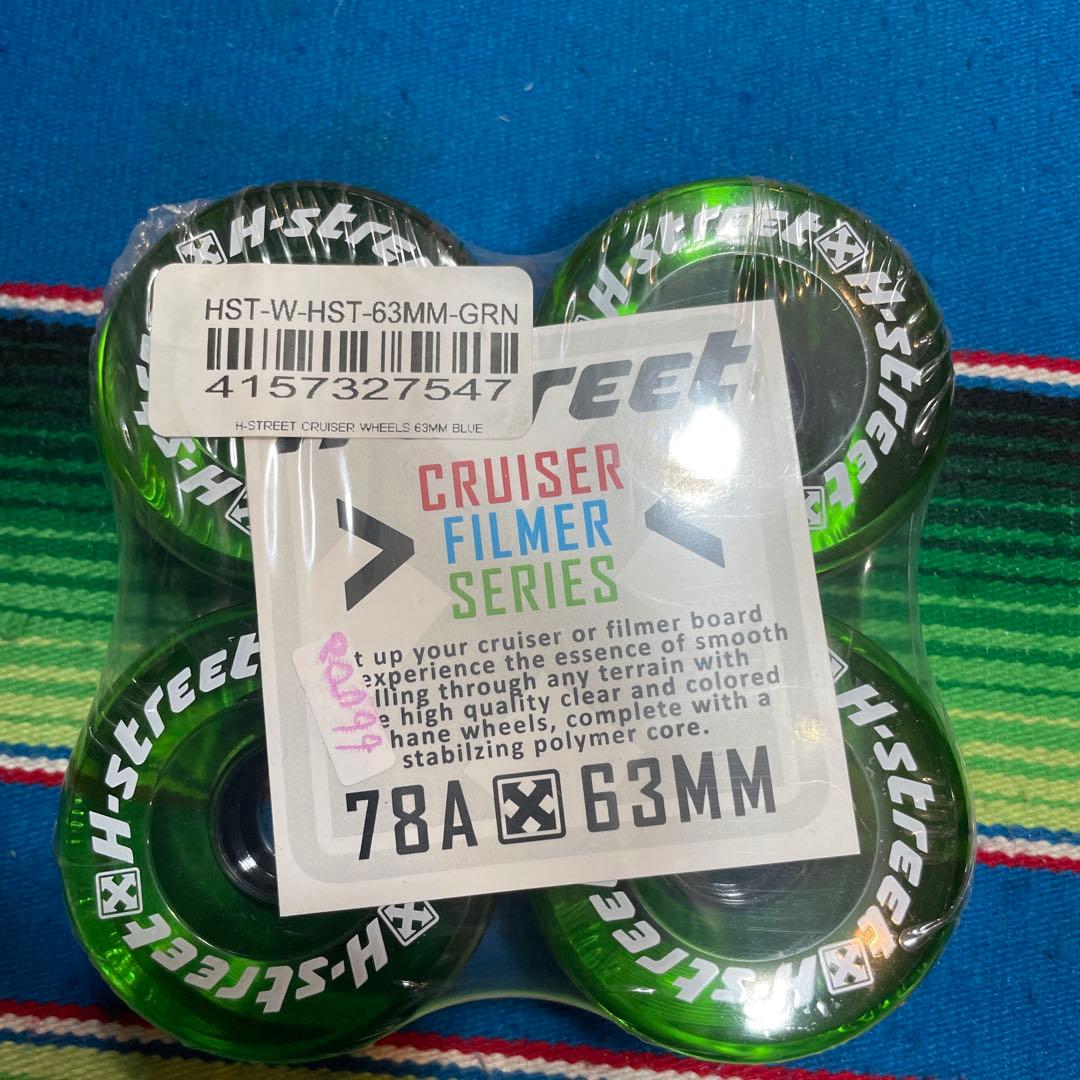 H-street
HST-W-HST-63MM-GRN
4157327547
H-STREET CRUISER WHEELS 63MM BLUE
H-street
H-street
reet
CRUISER
FILMER
SERIES
t up your cruiser or filmer board
experience the essence of smooth
lling through any terrain with
e high quality clear and colored
hane wheels, complete with a
stabilzing polymer core.
78A 63MM
H-street
H-street
H-street
H-street
H-street